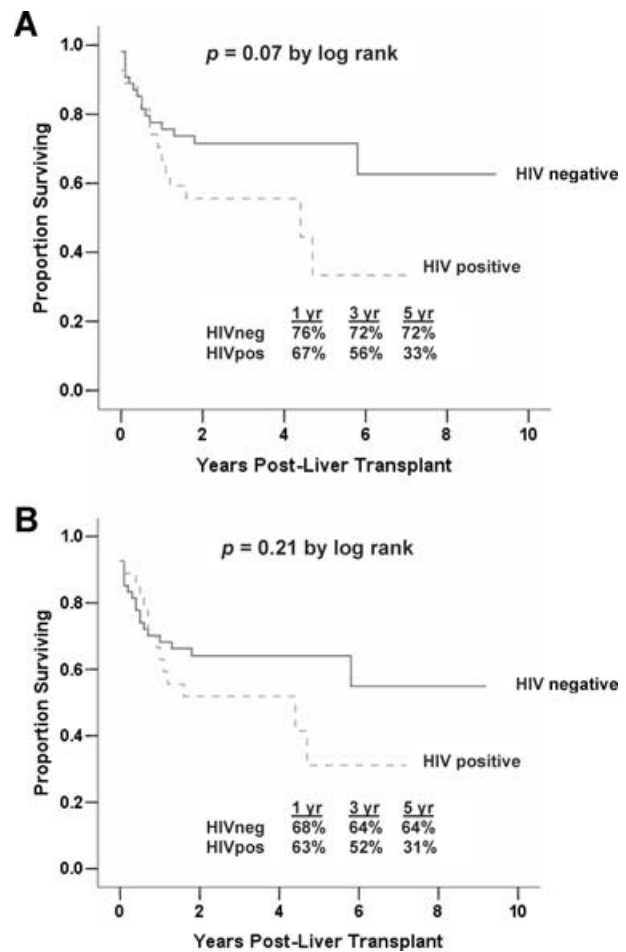 A
p = 0.07 by log rank
1.0
0.8
0.6
0.4
0.2
0.0
Proportion Surviving
HIV negative
HIV positive
1 yr 3 yr 5 yr
HIVneg 76% 72% 72%
HIVpos 67% 56% 33%
0 2 4 6 8 10
Years Post-Liver Transplant
B
p = 0.21 by log rank
1.0
0.8
0.6
0.4
0.2
0.0
Proportion Surviving
HIV negative
HIV positive
1 yr 3 yr 5 yr
HIVneg 68% 64% 64%
HIVpos 63% 52% 31%
0 2 4 6 8 10
Years Post-Liver Transplant